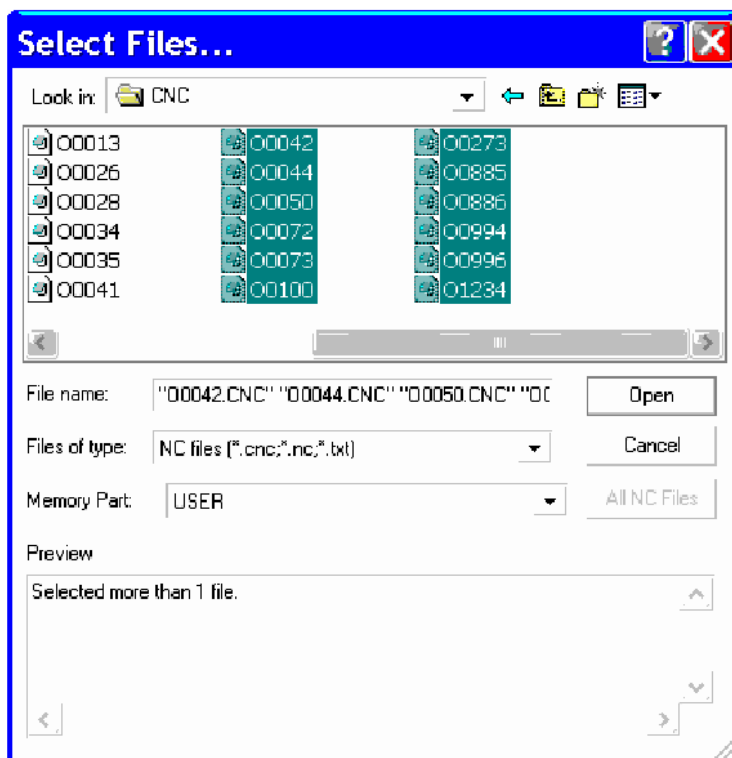 Select Files...
Look in: CNC
O0013 O0042 O0273
O0026 O0044 O0885
O0028 O0050 O0886
O0034 O0072 O0994
O0035 O0073 O0996
O0041 O0100 O1234
File name: "O0042.CNC" "O0044.CNC" "O0050.CNC" "OC Open
Files of type: NC files (*.cnc;*.nc;*.txt) Cancel
Memory Part: USER All NC Files
Preview
Selected more than 1 file.